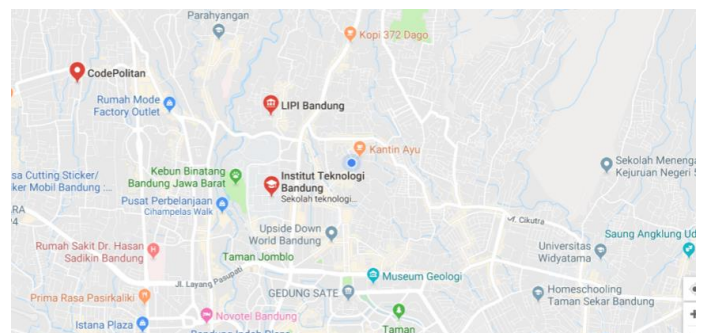 Parahyangan
Kopi 372 Dago
CodePolitan
Rumah Mode
Factory Outlet
LIPI Bandung
Kantin Ayu
Sekolah Menenga
Kejuruan Negeri 5
Kebun Binatang
Bandung Jawa Barat
Institut Teknologi
Bandung
Sekolah teknologi...
sa Cutting Sticker/
ker Mobil Bandung :...
Pusat Perbelanjaan
Cihampelas Walk
RA
4
Jl. Cikutra
Upside Down
World Bandung
Saung Angklung Ud
Universitas
Widyatama
Rumah Sakit Dr. Hasan
Sadikin Bandung
Taman Jomblo
Jl. Layang Pasupati
Museum Geologi
GEDUNG SATE
Homeschooling
Taman Sekar Bandung
Prima Rasa Pasirkaliki
Novotel Bandung
Istana Plaza
Taman